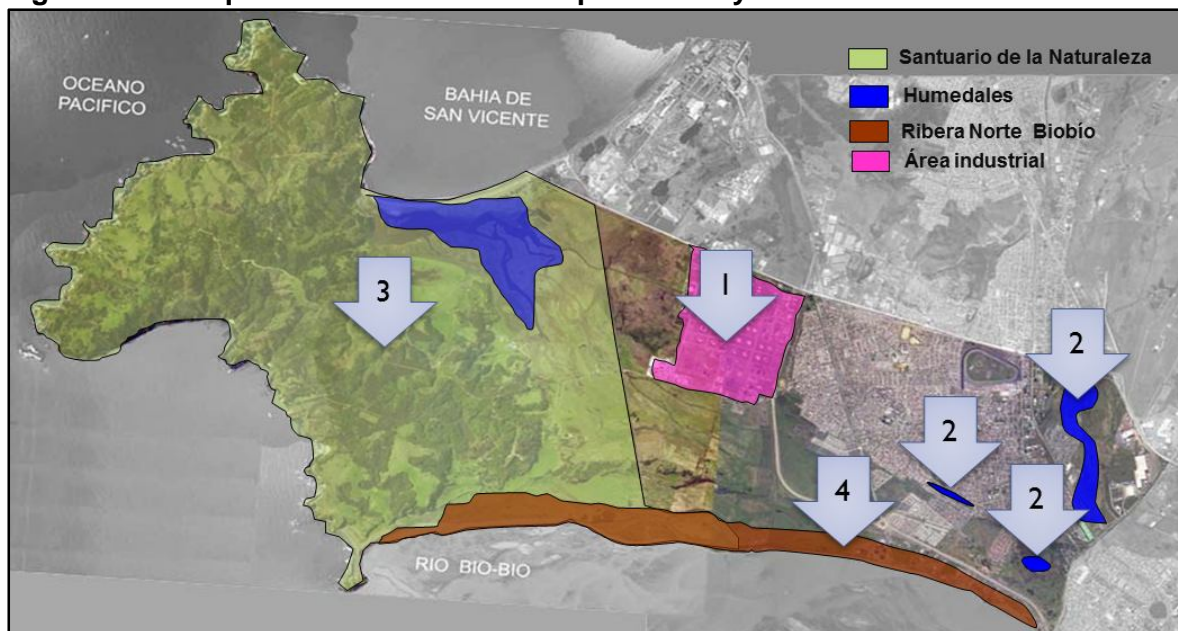 OCEANO
PACIFICO
BAHIA DE
SAN VICENTE
Santuario de la Naturaleza
Humedales
Ribera Norte Biobío
Área industrial
3
1
2
2
2
4
RIO BIO-BIO